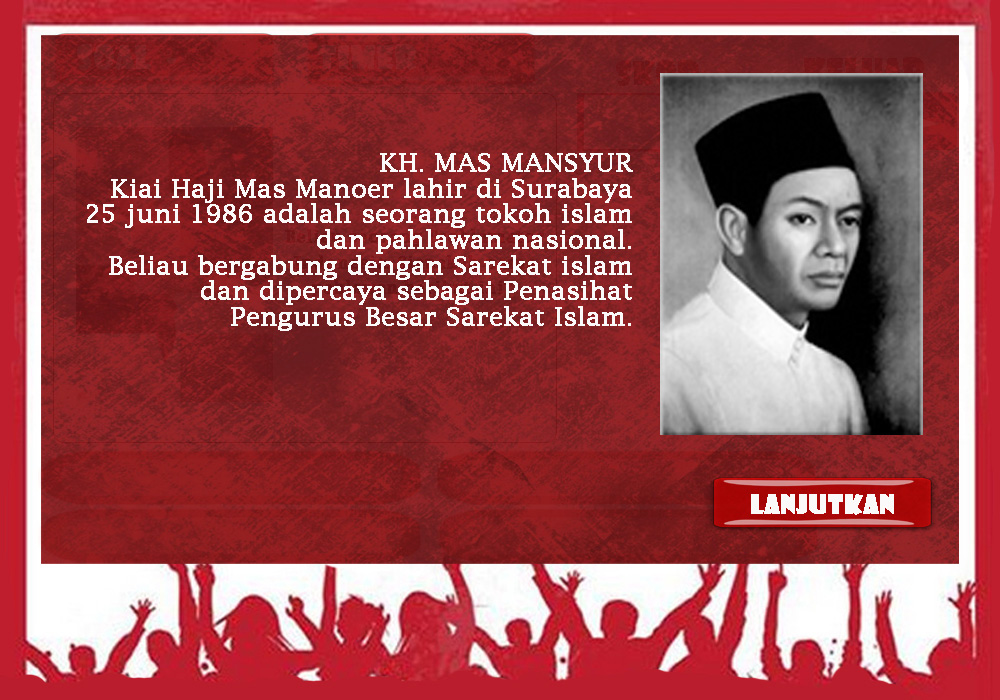 KH. MAS MANSYUR
Kiai Haji Mas Manoer lahir di Surabaya
25 juni 1986 adalah seorang tokoh islam
dan pahlawan nasional.
Beliau bergabung dengan Sarekat islam
dan dipercaya sebagai Penasihat
Pengurus Besar Sarekat Islam.
LANJUTKAN